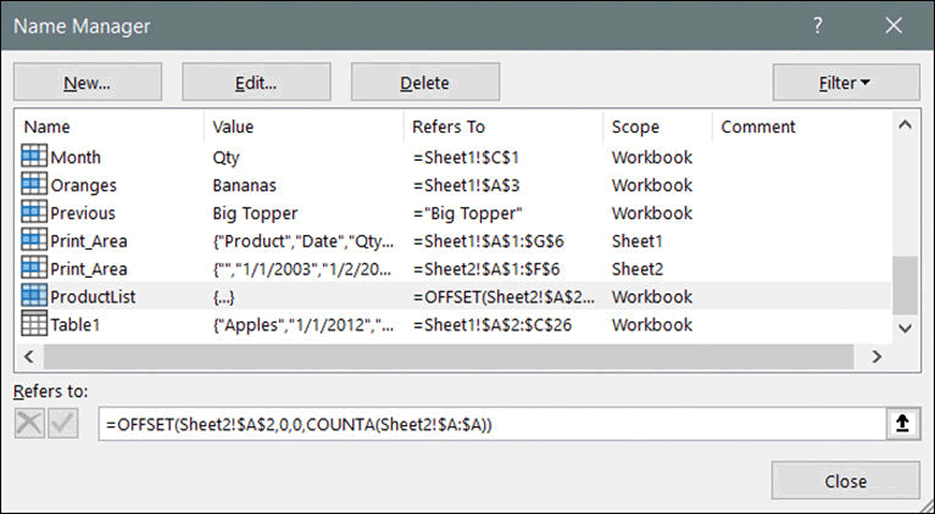 Name Manager
New... Edit... Delete Filter
Name Value Refers To Scope Comment
Month Qty =Sheet1!$C$1 Workbook
Oranges Bananas =Sheet1!$A$3 Workbook
Previous Big Topper ="Big Topper" Workbook
Print_Area {"Product","Date","Qty... =Sheet1!$A$1:$G$6 Sheet1
Print_Area {"","1/1/2003","1/2/20... =Sheet2!$A$1:$F$6 Sheet2
ProductList {...} =OFFSET(Sheet2!$A$2... Workbook
Table1 {"Apples","1/1/2012","... =Sheet1!$A$2:$C$26 Workbook
Refers to:
=OFFSET(Sheet2!$A$2,0,0,COUNTA(Sheet2!$A:$A))
Close